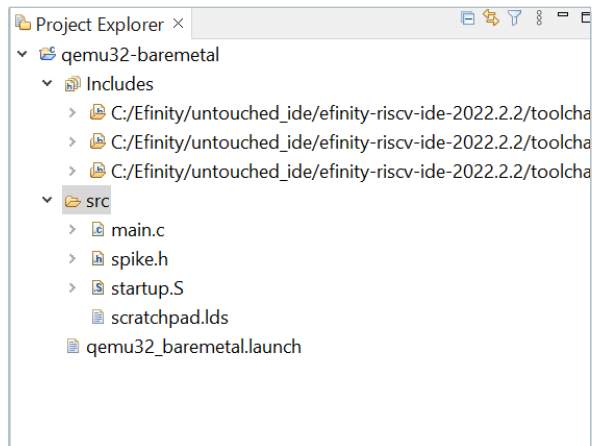 Project Explorer
qemu32-baremetal
Includes
C:/Efinity/untouched_ide/efinity-riscv-ide-2022.2.2/toolcha
C:/Efinity/untouched_ide/efinity-riscv-ide-2022.2.2/toolcha
C:/Efinity/untouched_ide/efinity-riscv-ide-2022.2.2/toolcha
src
main.c
spike.h
startup.S
scratchpad.lds
qemu32_baremetal.launch